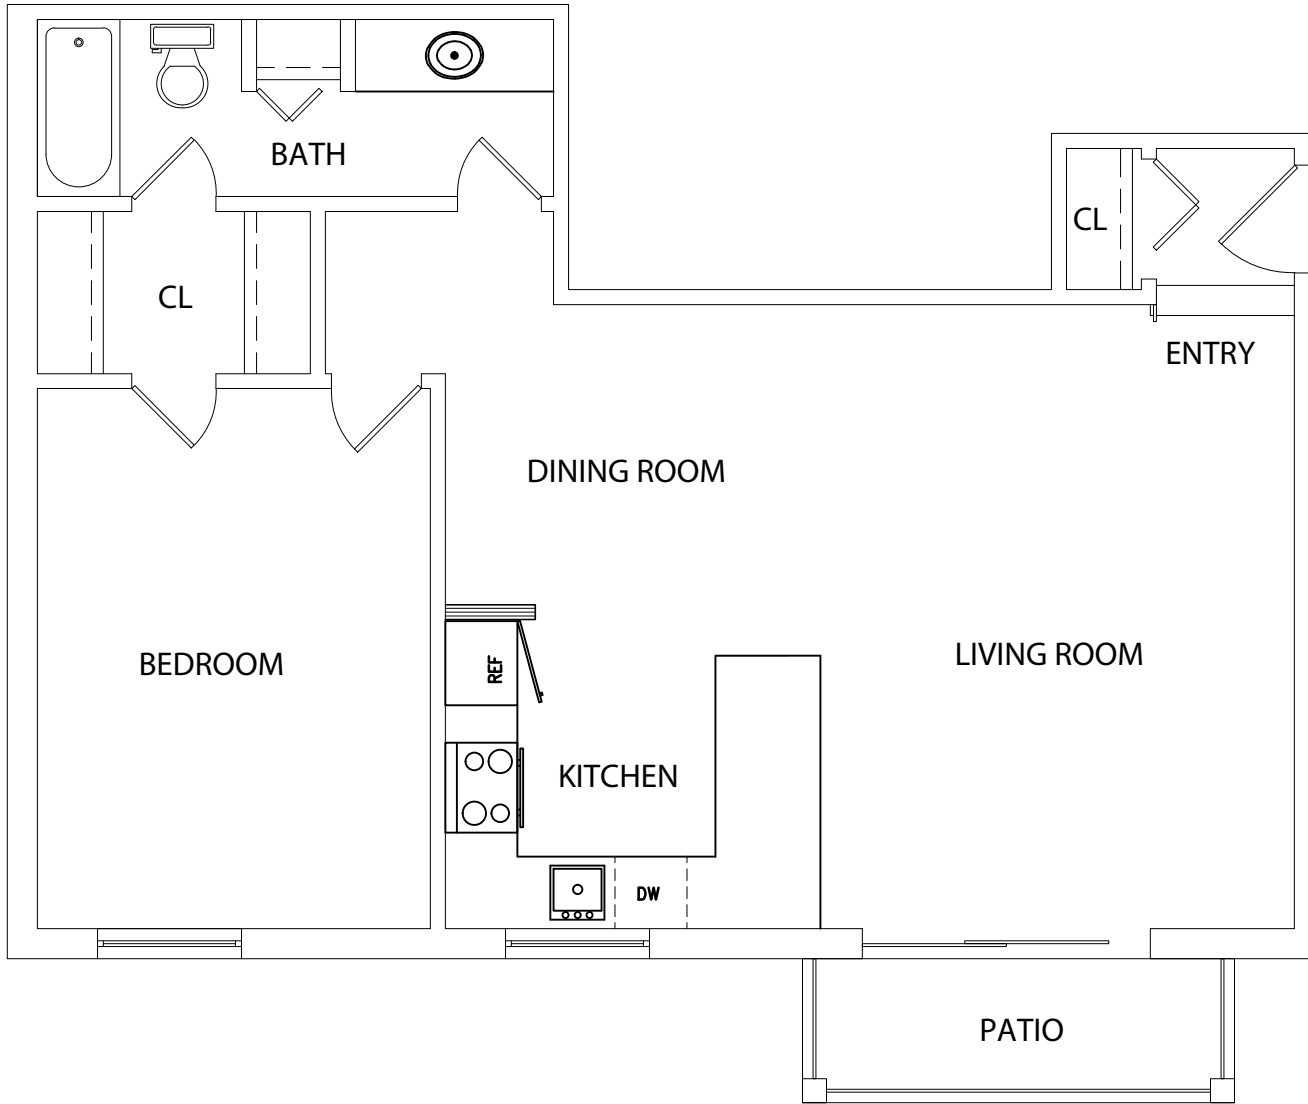 BATH
CL
CL
ENTRY
DINING ROOM
BEDROOM
LIVING ROOM
REF
KITCHEN
DW
PATIO